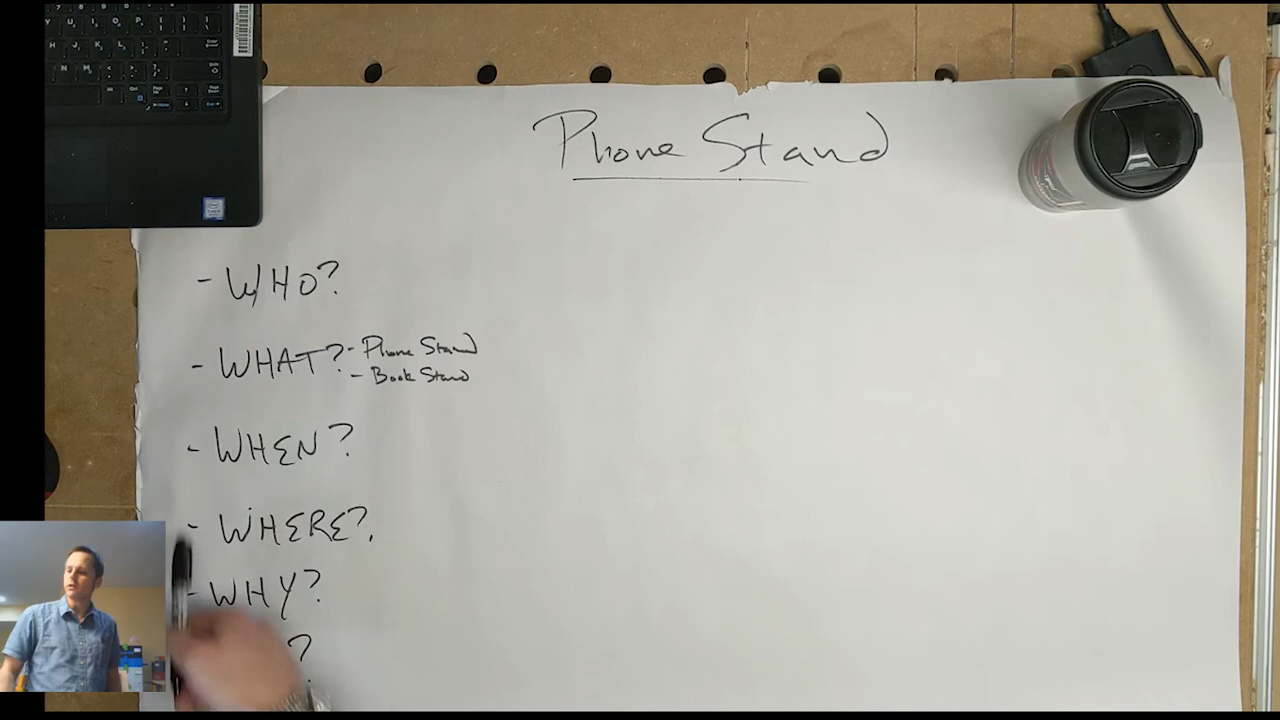 Phone Stand
- WHO?
- WHAT? - Phone Stand
- Book Stand
- WHEN?
- WHERE?
- WHY?
?